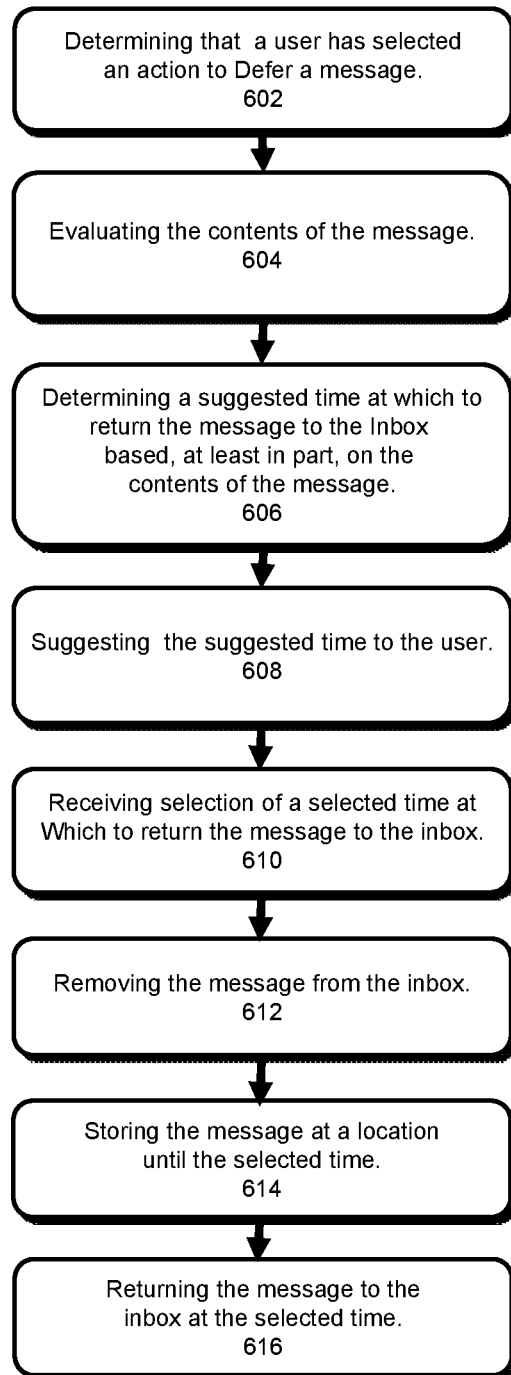 Determining that a user has selected
an action to Defer a message.
602
Evaluating the contents of the message.
604
Determining a suggested time at which to
return the message to the Inbox
based, at least in part, on the
contents of the message.
606
Suggesting the suggested time to the user.
608
Receiving selection of a selected time at
Which to return the message to the inbox.
610
Removing the message from the inbox.
612
Storing the message at a location
until the selected time.
614
Returning the message to the
inbox at the selected time.
616